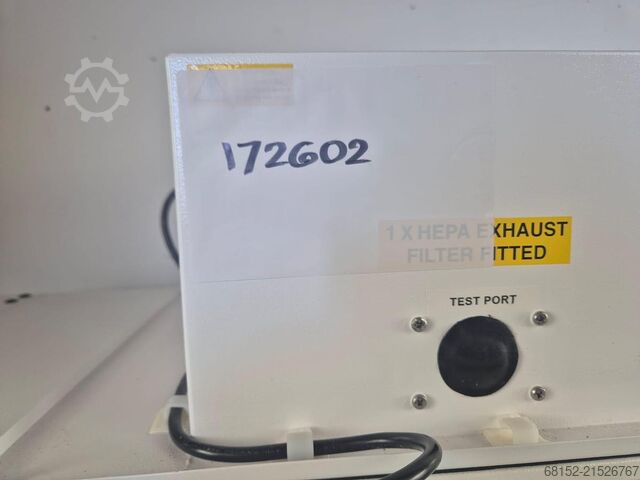 172602
1 X HEPA EXHAUST
FILTER FITTED
TEST PORT
68152-21526767